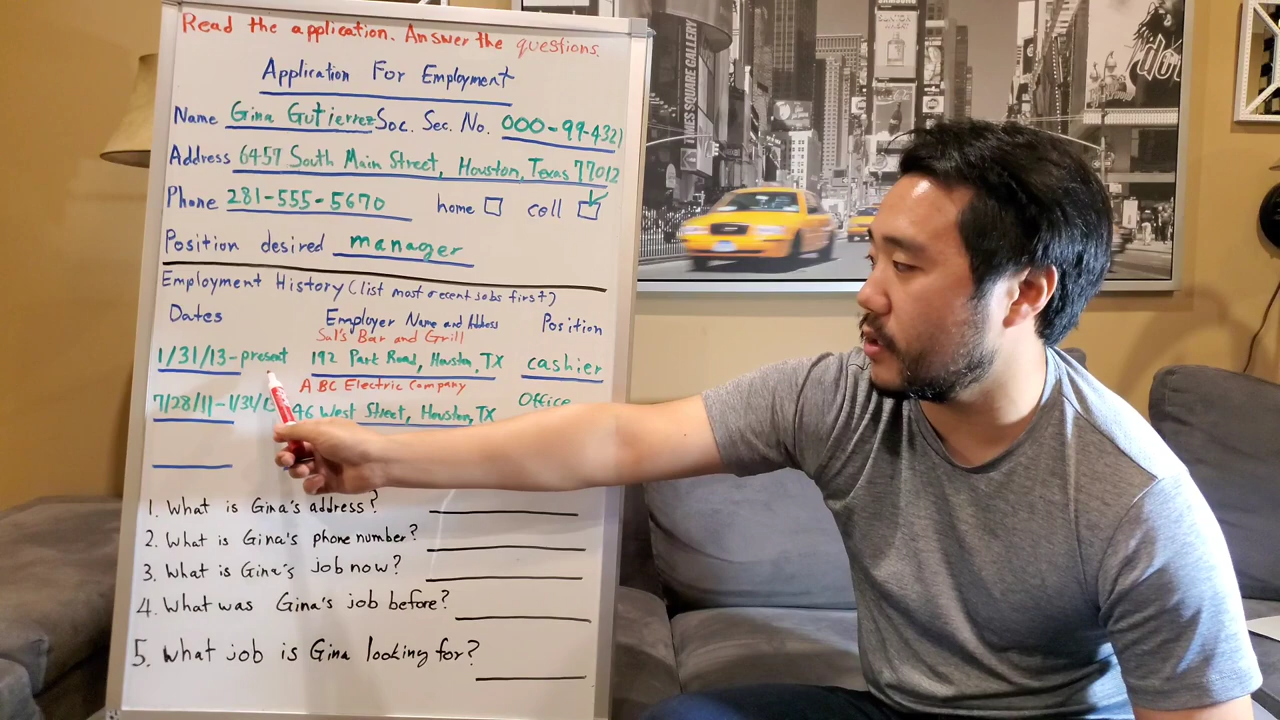 Read the application. Answer the questions.
Application For Employment
Name Gina Gutierrez Soc. Sec. No. 000-99-4321
Address 6457 South Main Street, Houston, Texas 77012
Phone 281-555-5670 home cell
Position desired manager
Employment History (list most recent jobs first)
Dates Employer Name and Address Position
Sal's Bar and Grill
1/31/13-present 192 Park Road, Houston, TX cashier
ABC Electric Company
7/28/11-1/31/13 46 West Street, Houston, TX Office
1. What is Gina's address?
2. What is Gina's phone number?
3. What is Gina's job now?
4. What was Gina's job before?
5. What job is Gina looking for?
TIMES SQUARE GALLERY
SAMSUNG